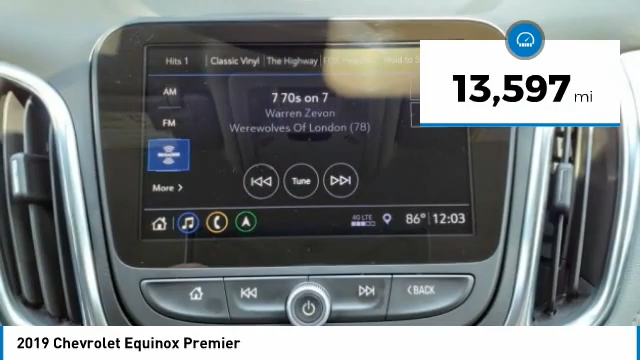 Hits 1 Classic Vinyl The Highway
13,597 mi
AM
7 70s on 7
Warren Zevon
FM
Werewolves Of London (78)
Tune
More >
4G LTE 86° 12:03
<BACK
2019 Chevrolet Equinox Premier